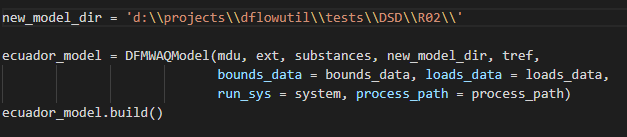 new_model_dir = 'd:\\projects\\dflowutil\\tests\\DSD\\R02\\'
ecuador_model = DFMWAQModel(mdu, ext, substances, new_model_dir, tref,
bounds_data = bounds_data, loads_data = loads_data,
run_sys = system, process_path = process_path)
ecuador_model.build()